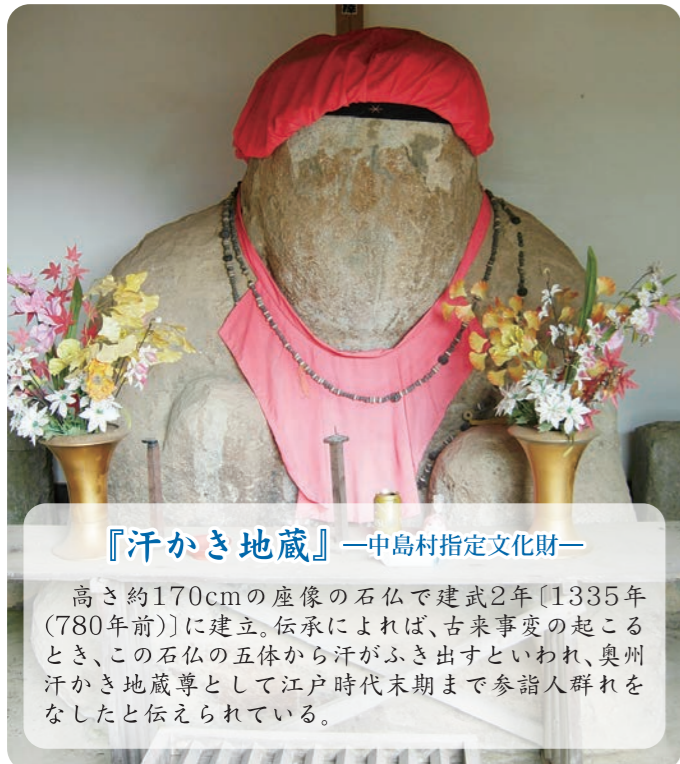 『汗かき地蔵』―中島村指定文化財―
高さ約170cmの座像の石仏で建武2年〔1335年
(780年前)〕に建立。伝承によれば、古来事変の起こる
とき、この石仏の五体から汗がふき出すといわれ、奥州
汗かき地蔵尊として江戸時代末期まで参詣人群れを
なしたと伝えられている。